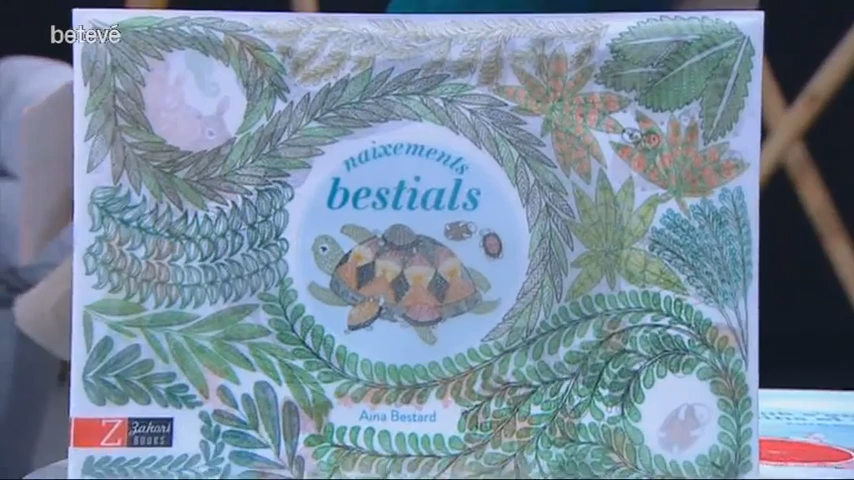 betevé
naixements
bestials
Aina Bestard
Z Zahorí
BOOKS